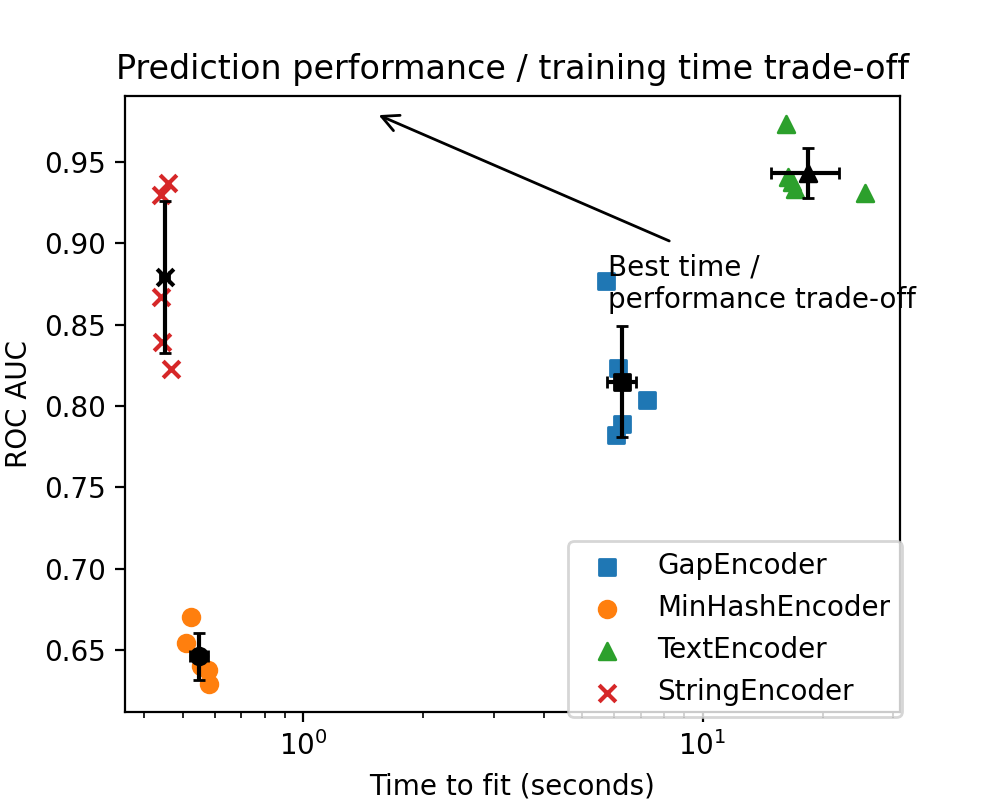 Prediction performance / training time trade-off
ROC AUC
0.95
0.90
0.85
0.80
0.75
0.70
0.65
Best time /
performance trade-off
GapEncoder
MinHashEncoder
TextEncoder
StringEncoder
10⁰
10¹
Time to fit (seconds)